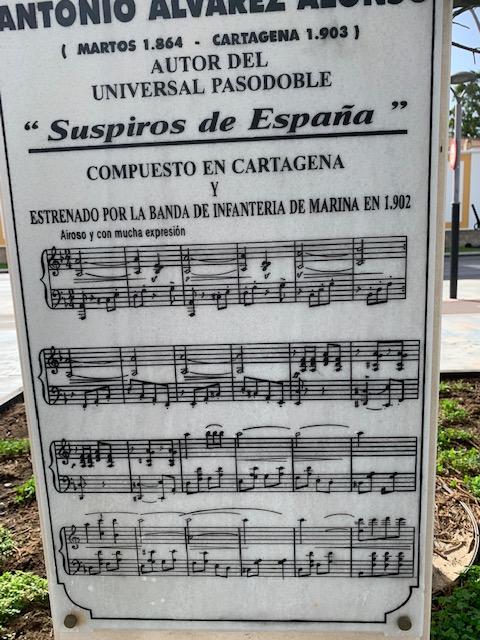 ANTONIO ALVAREZ ALONSO
( MARTOS 1.864 - CARTAGENA 1.903 )
AUTOR DEL
UNIVERSAL PASODOBLE
“ Suspiros de España ”
COMPUESTO EN CARTAGENA
Y
ESTRENADO POR LA BANDA DE INFANTERIA DE MARINA EN 1.902
Airoso y con mucha expresión